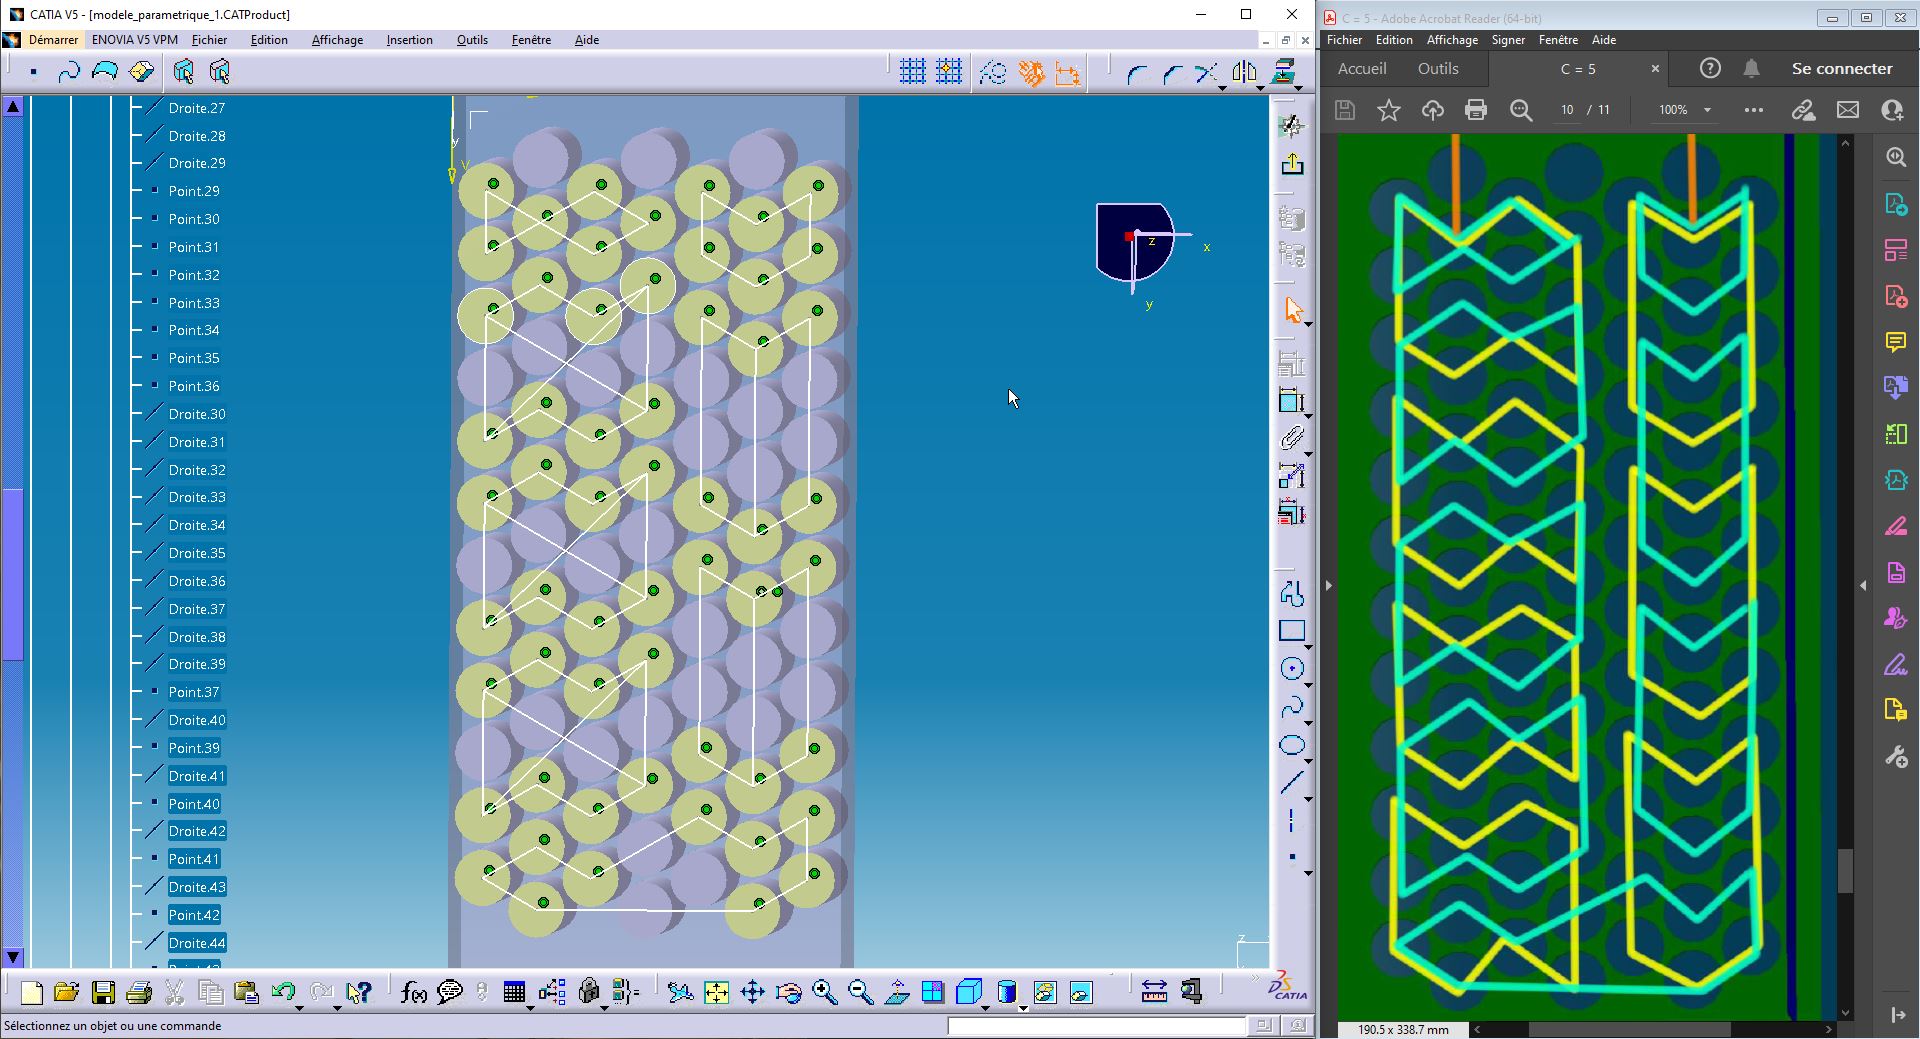 CATIA V5 - [modele_parametrique_1.CATProduct]
Démarrer ENOVIA V5 VPM Fichier Edition Affichage Insertion Outils Fenêtre Aide
Droite.27
Droite.28
Droite.29
Point.29
Point.30
Point.31
Point.32
Point.33
Point.34
Point.35
Point.36
Droite.30
Droite.31
Droite.32
Droite.33
Droite.34
Droite.35
Droite.36
Droite.37
Droite.38
Droite.39
Point.37
Droite.40
Point.39
Droite.41
Point.40
Droite.42
Point.41
Droite.43
Point.42
Droite.44
y
V
z
x
y
z
f(x)
DS CATIA
Sélectionnez un objet ou une commande
C = 5 - Adobe Acrobat Reader (64-bit)
Fichier Edition Affichage Signer Fenêtre Aide
Accueil Outils C = 5 × Se connecter
10 / 11 100%
190.5 x 338.7 mm